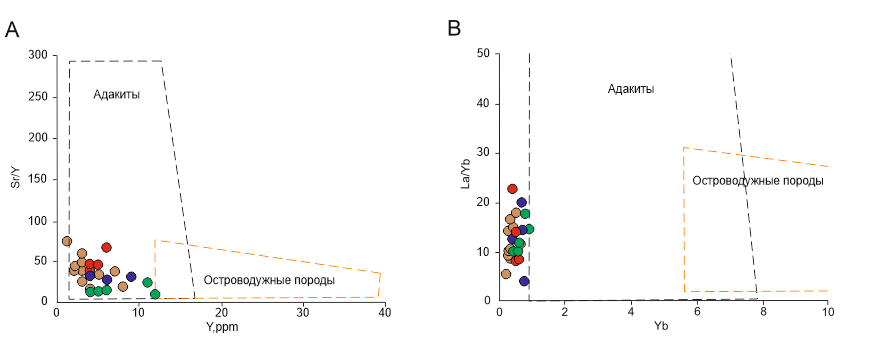 A
300
250
200
150
100
50
0
Sr/Y
Адакиты
Островодужные породы
0
10
20
30
40
Y,ppm
B
50
40
30
20
10
0
La/Yb
Адакиты
Островодужные породы
0
2
4
6
8
10
Yb